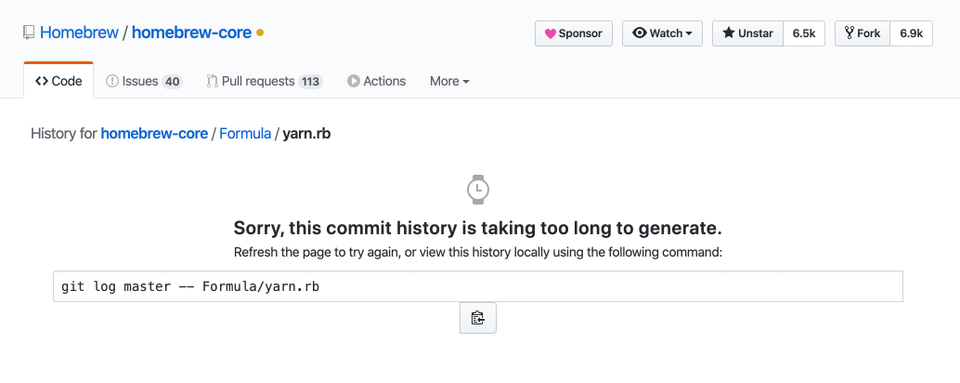 Homebrew / homebrew-core
Sponsor Watch Unstar 6.5k Fork 6.9k
Code Issues 40 Pull requests 113 Actions More
History for homebrew-core / Formula / yarn.rb
Sorry, this commit history is taking too long to generate.
Refresh the page to try again, or view this history locally using the following command:
git log master -- Formula/yarn.rb